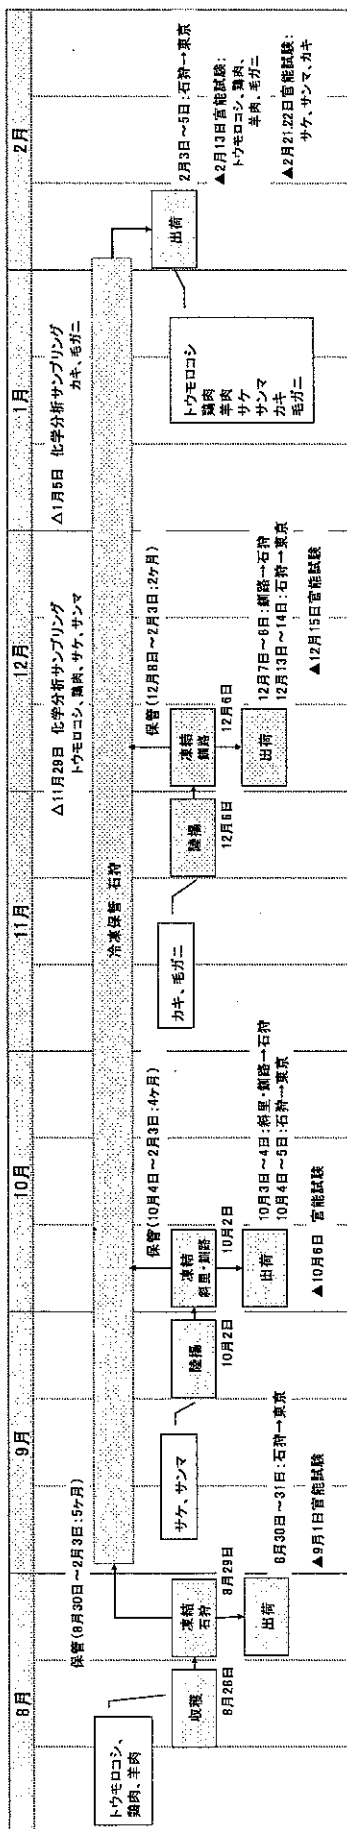 8月
9月
10月
11月
12月
1月
2月
保管(8月30日～2月3日:5ヶ月)
冷凍保管 石狩
△11月29日 化学分析サンプリング
トウモロコシ、鶏肉、サケ、サンマ
△1月5日 化学分析サンプリング
カキ、毛ガニ
トウモロコシ、
鶏肉、羊肉
収穫
8月28日
凍結
石狩
8月29日
出荷
8月30日～31日:石狩→東京
▲9月1日官能試験
サケ、サンマ
陸揚
10月2日
凍結
斜里・釧路
10月2日
保管(10月4日～2月3日:4ヶ月)
出荷
10月3日～4日:斜里・釧路→石狩
10月4日～5日:石狩→東京
▲10月6日 官能試験
カキ、毛ガニ
陸揚
12月6日
凍結
釧路
12月6日
保管(12月8日～2月3日:2ヶ月)
出荷
12月7日～8日:釧路→石狩
12月13日～14日:石狩→東京
▲12月15日官能試験
トウモロコシ
鶏肉
羊肉
サケ
サンマ
カキ
毛ガニ
出荷
2月3日～5日:石狩→東京
▲2月13日官能試験:
トウモロコシ、鶏肉、
羊肉、毛ガニ
▲2月21,22日官能試験:
サケ、サンマ、カキ